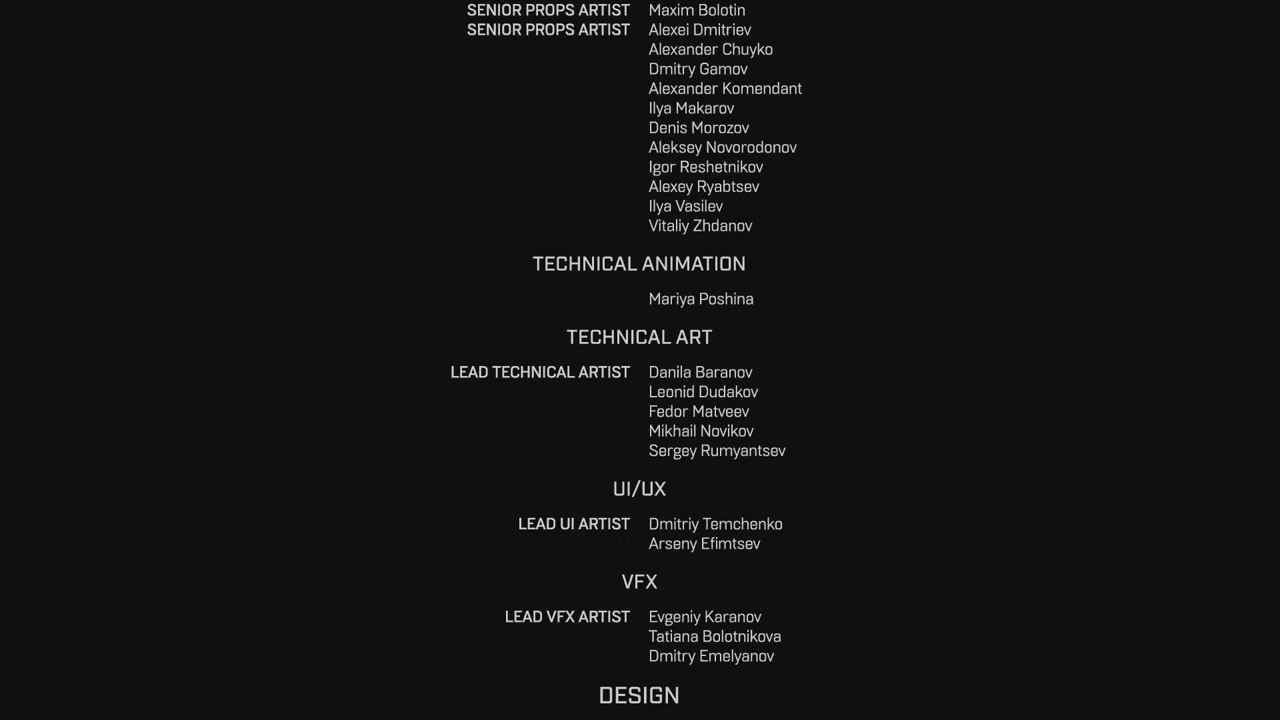 SENIOR PROPS ARTIST Maxim Bolotin
SENIOR PROPS ARTIST Alexei Dmitriev
Alexander Chuyko
Dmitry Gamov
Alexander Komendant
Ilya Makarov
Denis Morozov
Aleksey Novorodonov
Igor Reshetnikov
Alexey Ryabtsev
Ilya Vasilev
Vitaliy Zhdanov
TECHNICAL ANIMATION
Mariya Poshina
TECHNICAL ART
LEAD TECHNICAL ARTIST Danila Baranov
Leonid Dudakov
Fedor Matveev
Mikhail Novikov
Sergey Rumyantsev
UI/UX
LEAD UI ARTIST Dmitriy Temchenko
Arseny Efimtsev
VFX
LEAD VFX ARTIST Evgeniy Karanov
Tatiana Bolotnikova
Dmitry Emelyanov
DESIGN